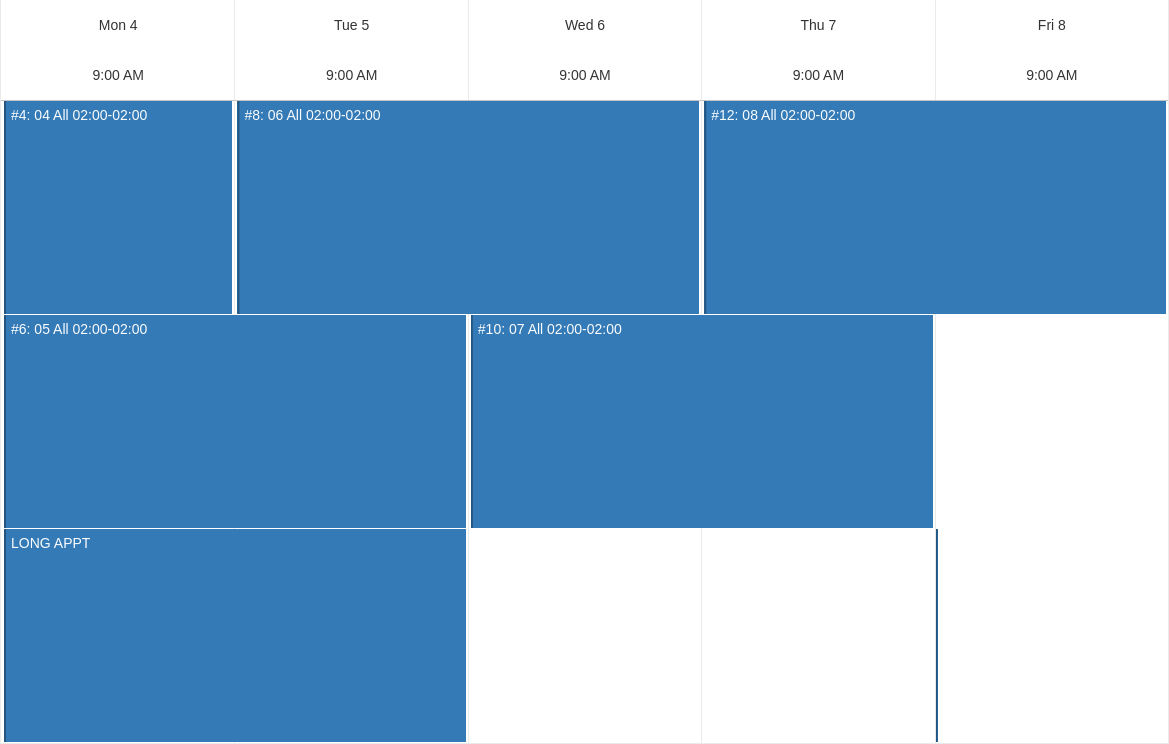 Mon 4
Tue 5
Wed 6
Thu 7
Fri 8
9:00 AM
9:00 AM
9:00 AM
9:00 AM
9:00 AM
#4: 04 All 02:00-02:00
#8: 06 All 02:00-02:00
#12: 08 All 02:00-02:00
#6: 05 All 02:00-02:00
#10: 07 All 02:00-02:00
LONG APPT